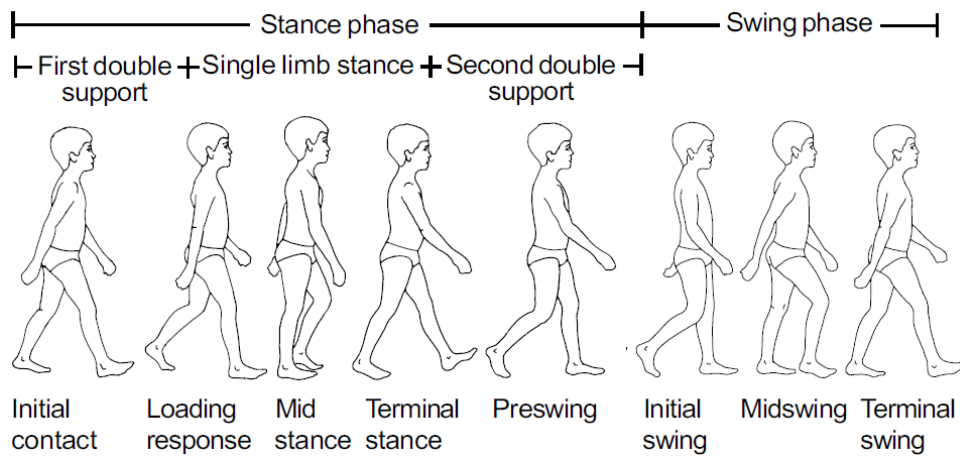 Stance phase
Swing phase
First double
support
Single limb stance
Second double
support
Initial
contact
Loading
response
Mid
stance
Terminal
stance
Preswing
Initial
swing
Midswing
Terminal
swing